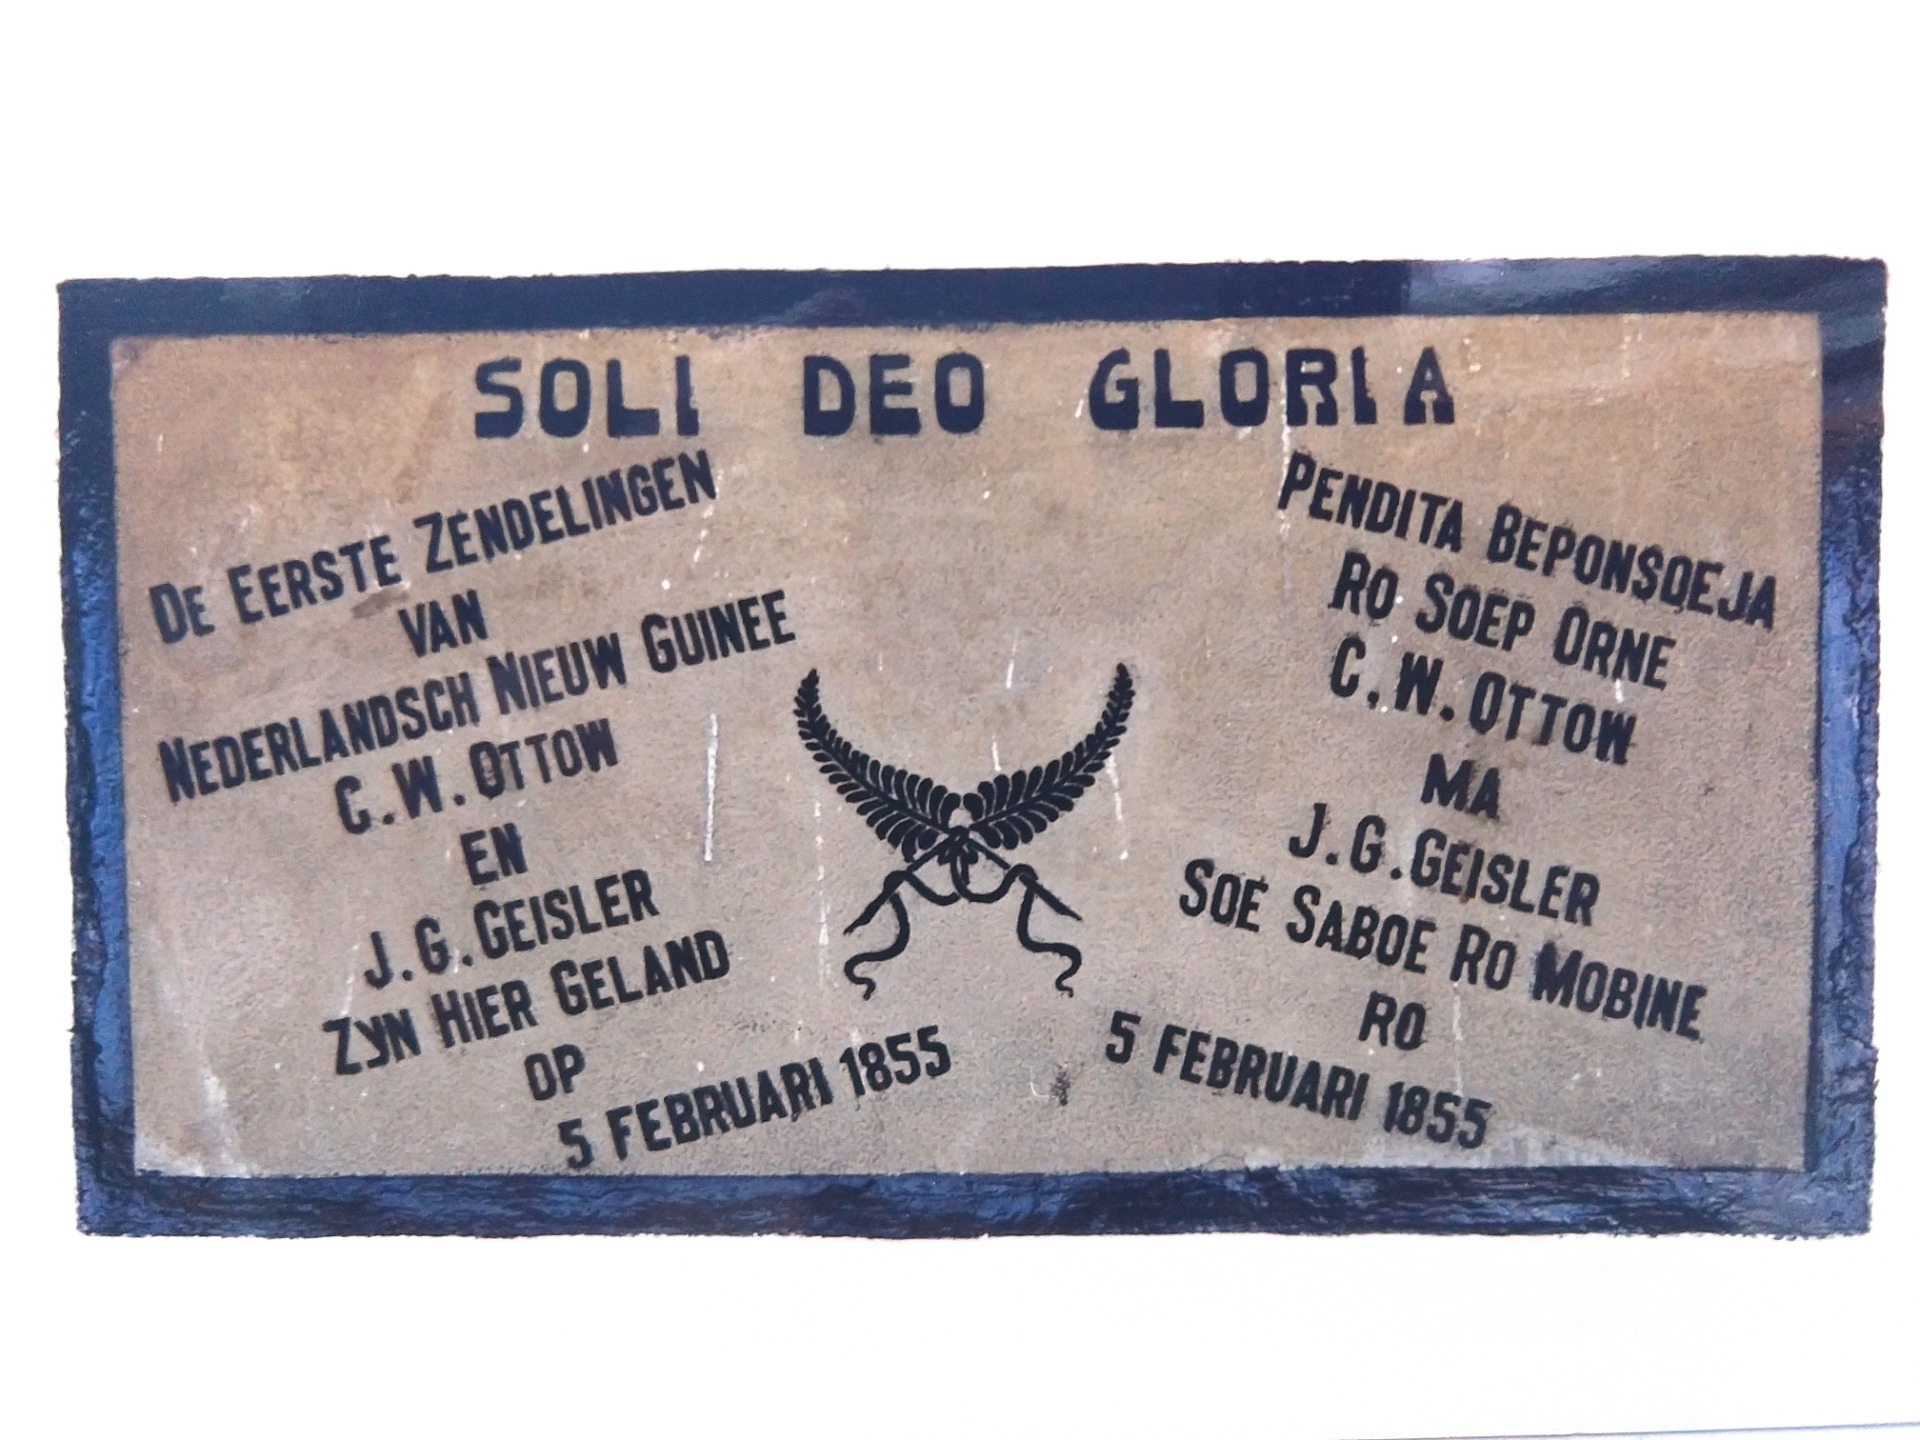 SOLI DEO GLORIA
DE EERSTE ZENDELINGEN
VAN
NEDERLANDSCH NIEUW GUINEE
C.W. OTTOW
EN
J.G. GEISLER
ZYN HIER GELAND
OP
5 FEBRUARI 1855
PENDITA BEPONSOEJA
RO SOEP ORNE
C.W. OTTOW
MA
J.G. GEISLER
SOE SABOE RO MOBINE
RO
5 FEBRUARI 1855